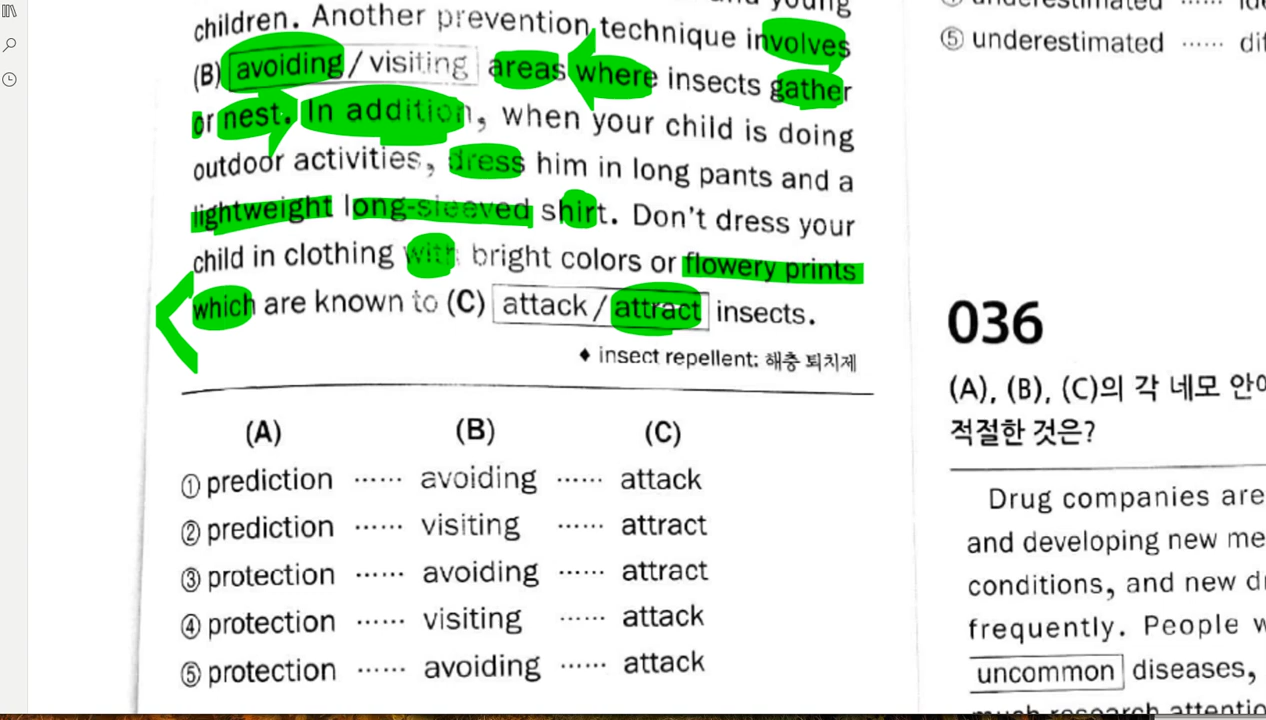 children. Another prevention technique involves
(B) avoiding / visiting areas where insects gather
or nest. In addition, when your child is doing
outdoor activities, dress him in long pants and a
lightweight long-sleeved shirt. Don't dress your
child in clothing with bright colors or flowery prints
which are known to (C) attack / attract insects.
♦ insect repellent: 해충 퇴치제
(A) (B) (C)
① prediction …… avoiding …… attack
② prediction …… visiting …… attract
③ protection …… avoiding …… attract
④ protection …… visiting …… attack
⑤ protection …… avoiding …… attack
⑤ underestimated ……
036
(A), (B), (C)의 각 네모
적절한 것은?
Drug companies are
and developing new
conditions, and new
frequently. People
uncommon diseases,